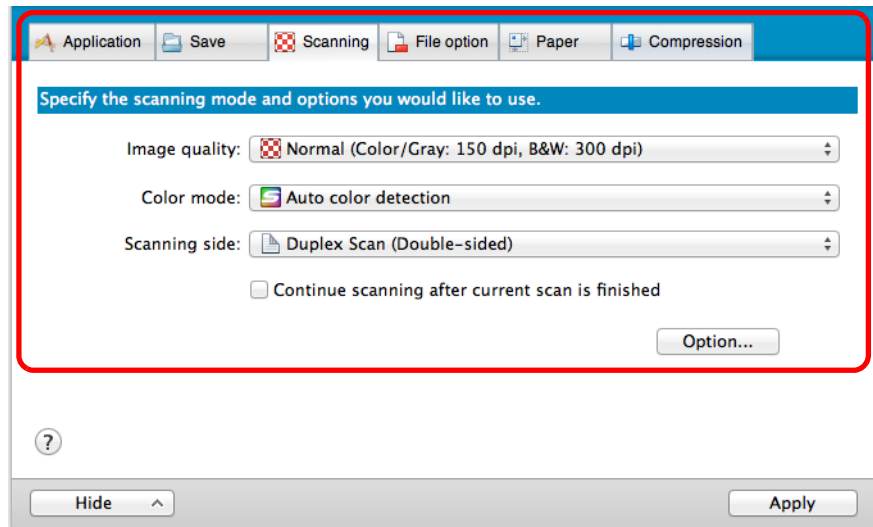 Application Save Scanning File option Paper Compression
Specify the scanning mode and options you would like to use.
Image quality: Normal (Color/Gray: 150 dpi, B&W: 300 dpi)
Color mode: Auto color detection
Scanning side: Duplex Scan (Double-sided)
Continue scanning after current scan is finished
Option...
?
Hide Apply